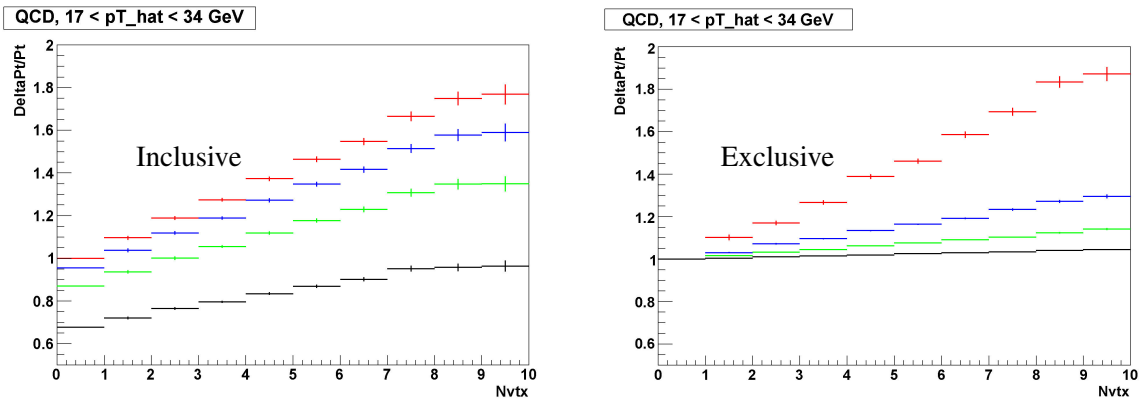 QCD, 17 < pT_hat < 34 GeV
DeltaPt/Pt
2
1.8
1.6
1.4
1.2
1
0.8
0.6
Inclusive
0 1 2 3 4 5 6 7 8 9 10
Nvtx
QCD, 17 < pT_hat < 34 GeV
DeltaPt/Pt
2
1.8
1.6
1.4
1.2
1
0.8
0.6
Exclusive
0 1 2 3 4 5 6 7 8 9 10
Nvtx